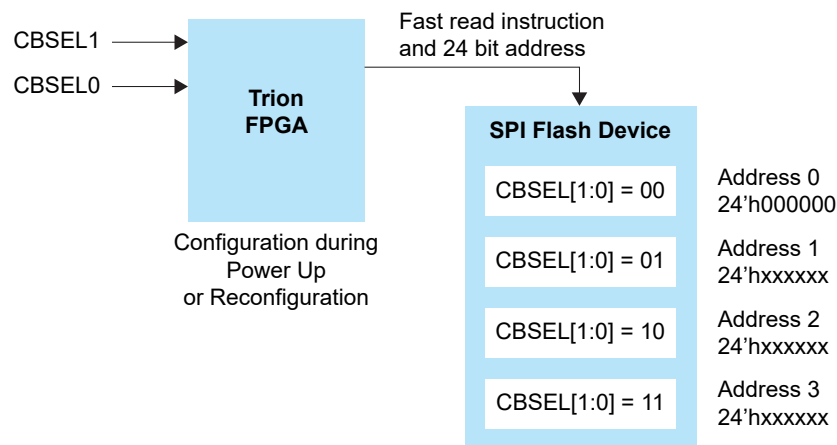 CBSEL1
CBSEL0
Trion
FPGA
Configuration during
Power Up
or Reconfiguration
Fast read instruction
and 24 bit address
SPI Flash Device
CBSEL[1:0] = 00
Address 0
24’h000000
CBSEL[1:0] = 01
Address 1
24’hxxxxxx
CBSEL[1:0] = 10
Address 2
24’hxxxxxx
CBSEL[1:0] = 11
Address 3
24’hxxxxxx